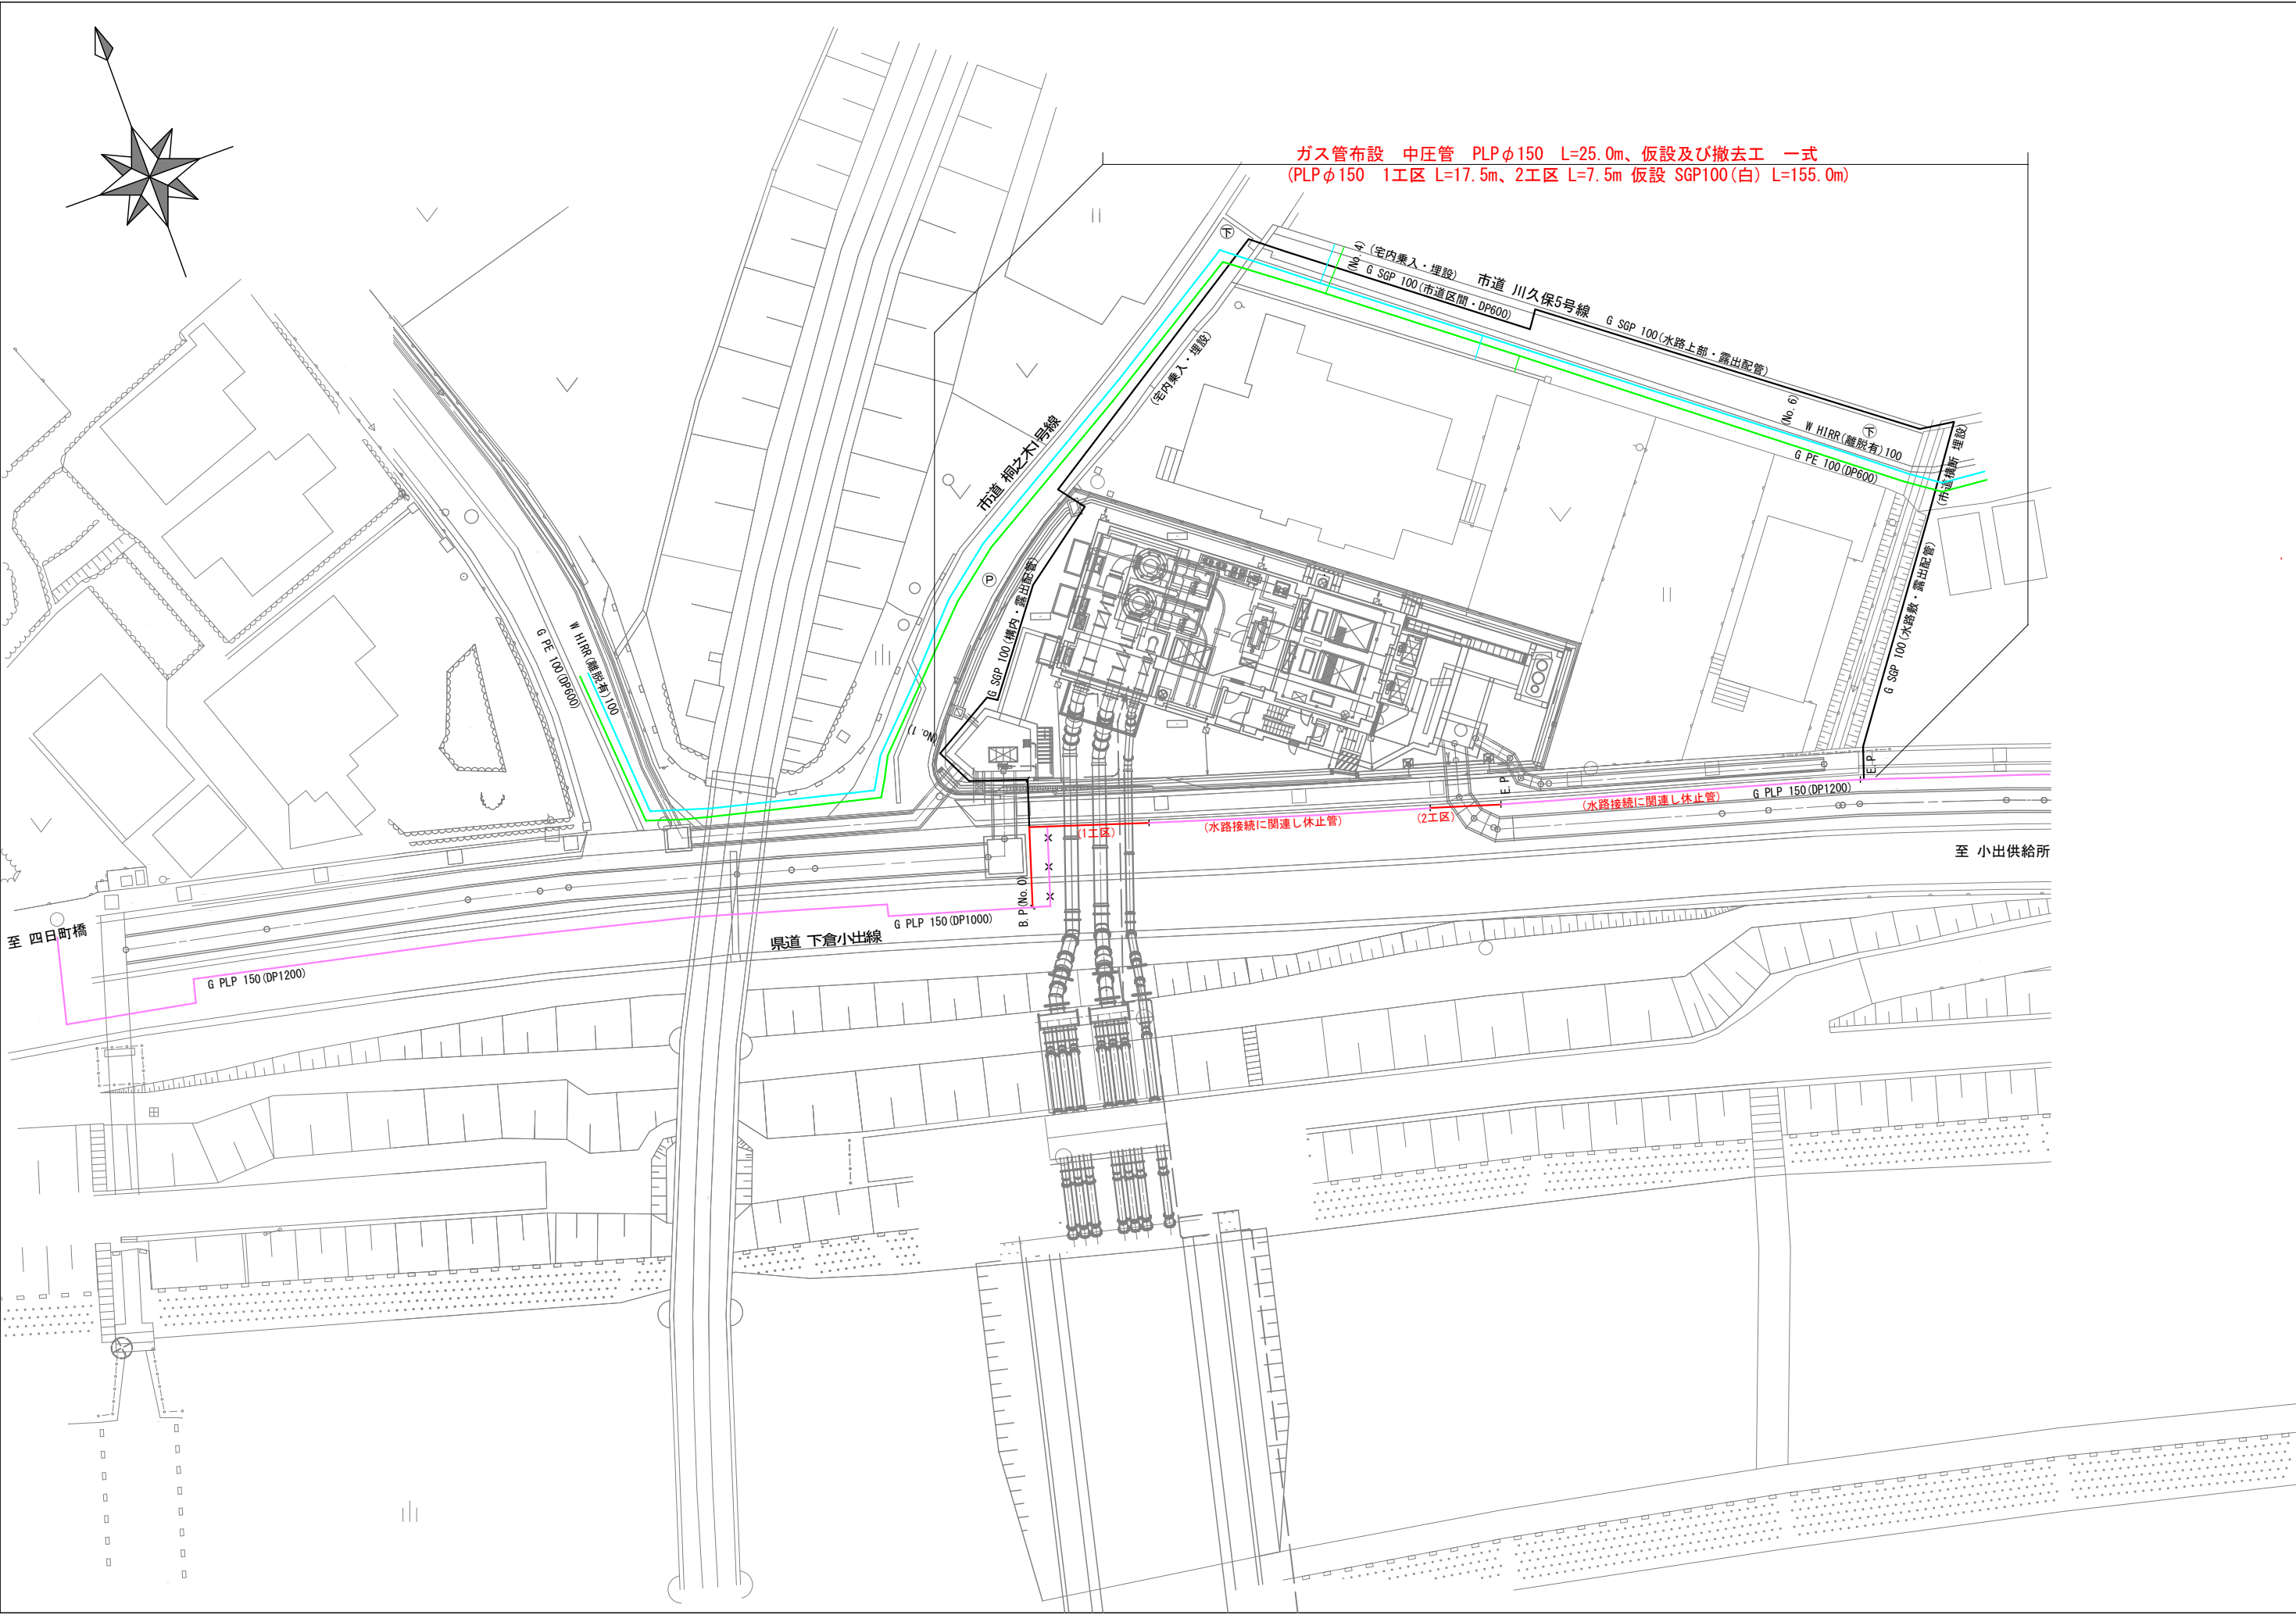 ガス管布設　中圧管　PLPφ150　L=25.0m、仮設及び撤去工　一式
(PLPφ150　1工区 L=17.5m、2工区 L=7.5m 仮設 SGP100(白) L=155.0m)
下
(No. 4)
(宅内乗入・埋設)
G SGP 100(市道区間・DP600)
市道 川久保5号線
G SGP 100(水路上部・露出配管)
(宅内乗入・埋設)
(No. 6)
下
W HIRR(離脱有)100
G PE 100(DP600)
(市道横断 埋設)
市道 桐之木1号線
P
G SGP 100(構内・露出配管)
G SGP 100(水路敷・露出配管)
G PE 100(DP600)
W HIRR(離脱有)100
(No. 1)
E.P
E.P
(1工区)
(水路接続に関連し休止管)
(2工区)
(水路接続に関連し休止管)
G PLP 150(DP1200)
至 小出供給所
B.P(No.0)
G PLP 150(DP1000)
至 四日町橋
県道 下倉小出線
G PLP 150(DP1200)